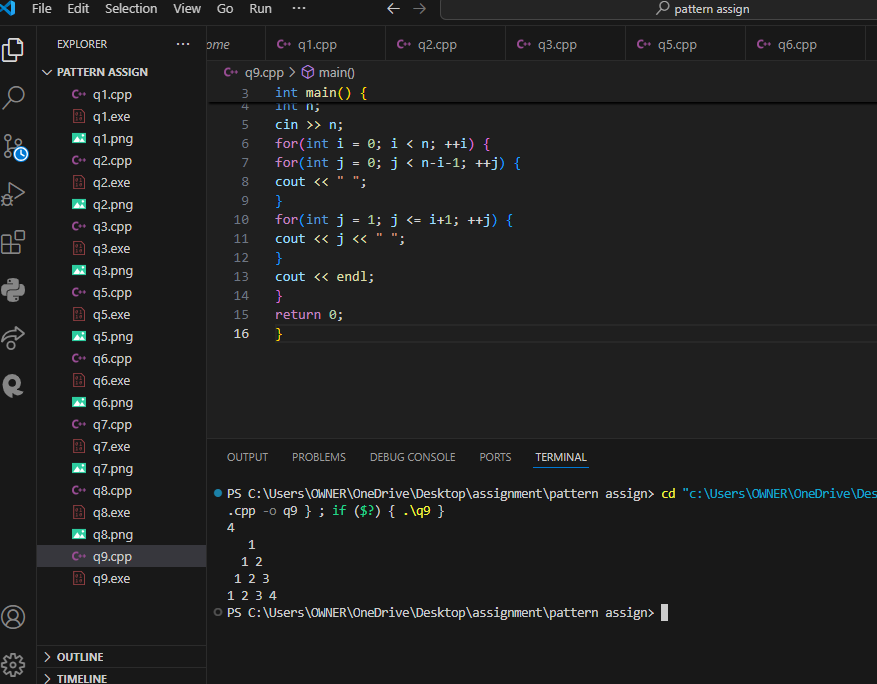 File Edit Selection View Go Run ··· ← → pattern assign
EXPLORER ···
ome q1.cpp q2.cpp q3.cpp q5.cpp q6.cpp
PATTERN ASSIGN
q1.cpp
q1.exe
q1.png
q2.cpp
q2.exe
q2.png
q3.cpp
q3.exe
q3.png
q5.cpp
q5.exe
q5.png
q6.cpp
q6.exe
q6.png
q7.cpp
q7.exe
q7.png
q8.cpp
q8.exe
q8.png
q9.cpp
q9.exe
OUTLINE
TIMELINE
q9.cpp > main()
3 int main() {
4 int n;
5 cin >> n;
6 for(int i = 0; i < n; ++i) {
7 for(int j = 0; j < n-i-1; ++j) {
8 cout << " ";
9 }
10 for(int j = 1; j <= i+1; ++j) {
11 cout << j << " ";
12 }
13 cout << endl;
14 }
15 return 0;
16 }
OUTPUT PROBLEMS DEBUG CONSOLE PORTS TERMINAL
PS C:\Users\OWNER\OneDrive\Desktop\assignment\pattern assign> cd "c:\Users\OWNER\OneDrive\Des
.cpp -o q9 } ; if ($?) { .\q9 }
4
1
1 2
1 2 3
1 2 3 4
PS C:\Users\OWNER\OneDrive\Desktop\assignment\pattern assign>